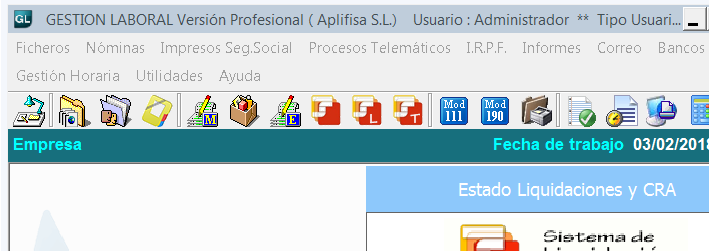 GL GESTION LABORAL Versión Profesional ( Aplifisa S.L.) Usuario : Administrador ** Tipo Usuari...
Ficheros Nóminas Impresos Seg.Social Procesos Telemáticos I.R.P.F. Informes Correo Bancos
Gestión Horaria Utilidades Ayuda
M E L T Mod 111 Mod 190
Empresa Fecha de trabajo 03/02/2018
Estado Liquidaciones y CRA
Sistema de